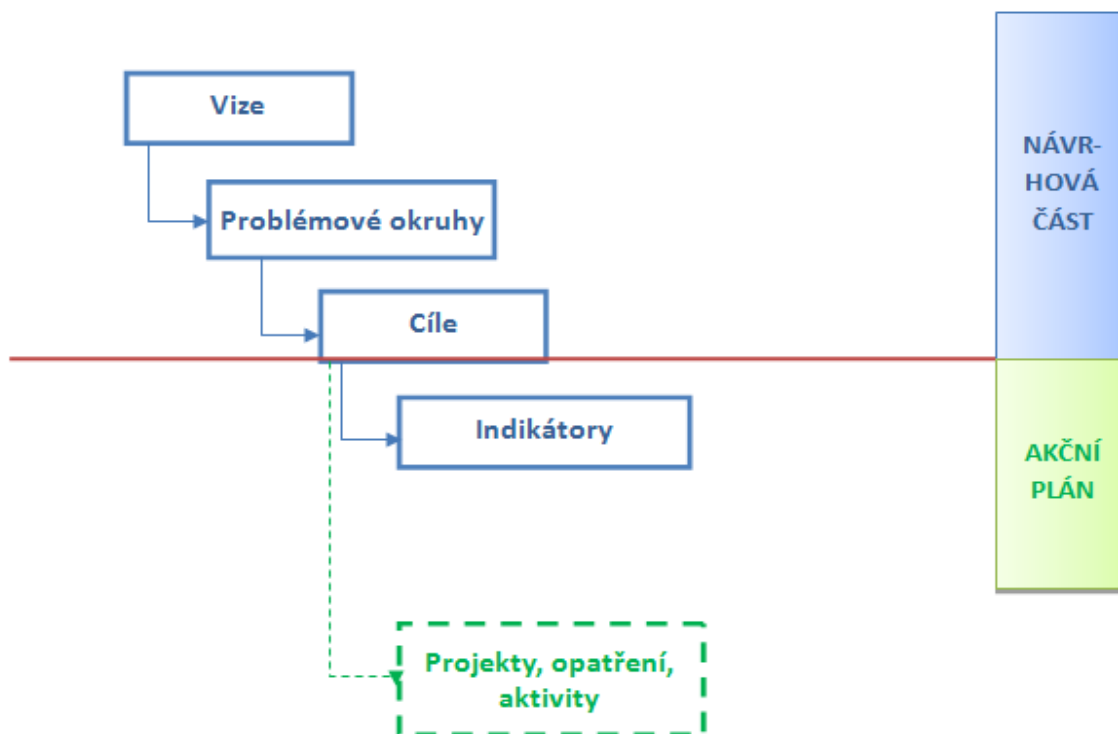 Vize
NÁVR-
HOVÁ
ČÁST
Problémové okruhy
Cíle
Indikátory
AKČNÍ
PLÁN
Projekty, opatření,
aktivity